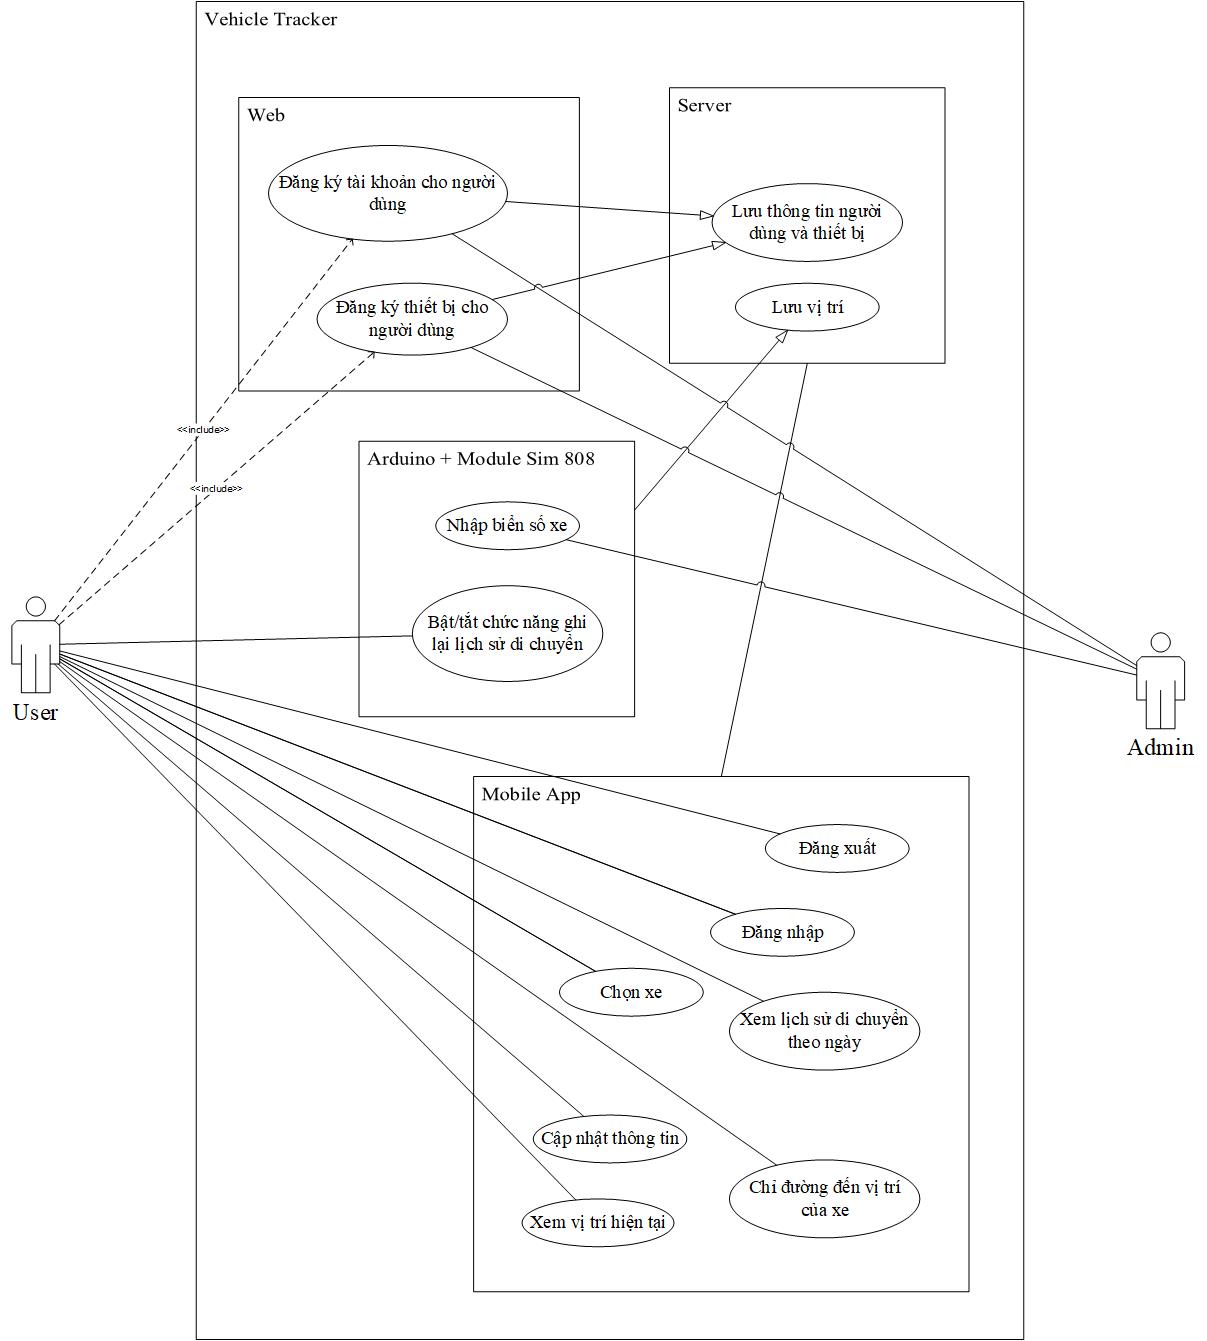 Vehicle Tracker
Web
Đăng ký tài khoản cho người
dùng
Đăng ký thiết bị cho
người dùng
Server
Lưu thông tin người
dùng và thiết bị
Lưu vị trí
<<include>>
<<include>>
Arduino + Module Sim 808
Nhập biển số xe
Bật/tắt chức năng ghi
lại lịch sử di chuyển
User
Admin
Mobile App
Đăng xuất
Đăng nhập
Chọn xe
Xem lịch sử di chuyển
theo ngày
Cập nhật thông tin
Chỉ đường đến vị trí
của xe
Xem vị trí hiện tại